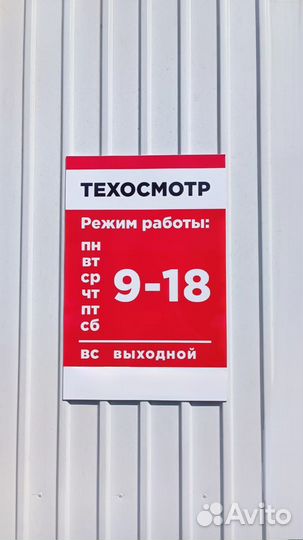 ТЕХОСМОТР
Режим работы:
пн
вт
ср
чт
пт
сб
9-18
вс выходной
Avito